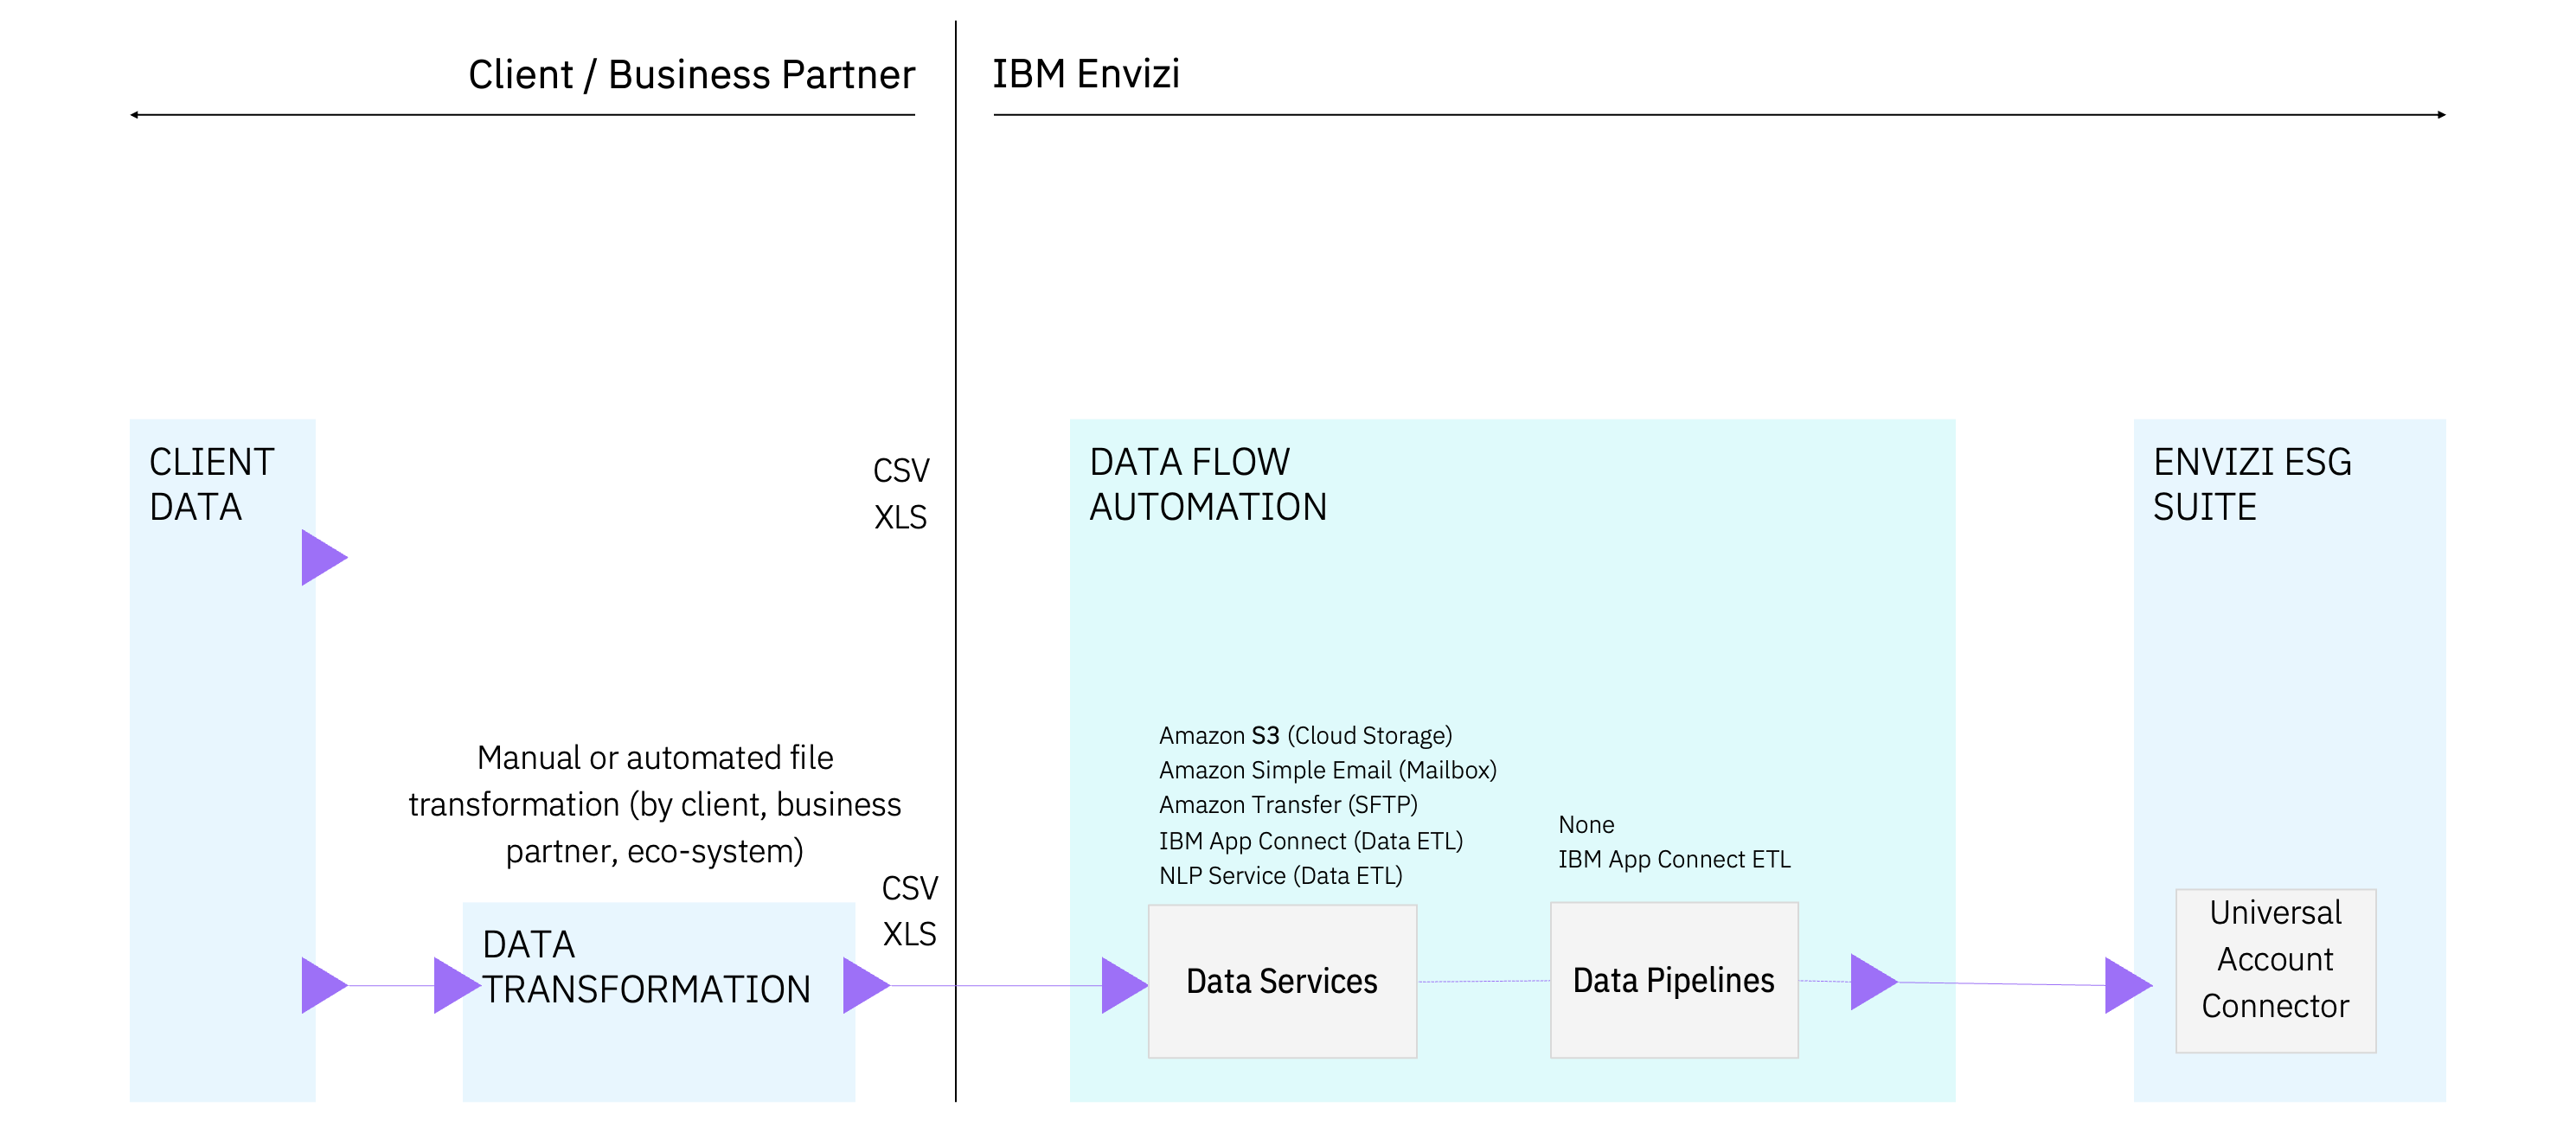 Client / Business Partner
IBM Envizi
CLIENT
DATA
CSV
XLS
DATA FLOW
AUTOMATION
ENVIZI ESG
SUITE
Manual or automated file
transformation (by client, business
partner, eco-system)
CSV
XLS
DATA
TRANSFORMATION
Amazon S3 (Cloud Storage)
Amazon Simple Email (Mailbox)
Amazon Transfer (SFTP)
IBM App Connect (Data ETL)
NLP Service (Data ETL)
Data Services
None
IBM App Connect ETL
Data Pipelines
Universal
Account
Connector